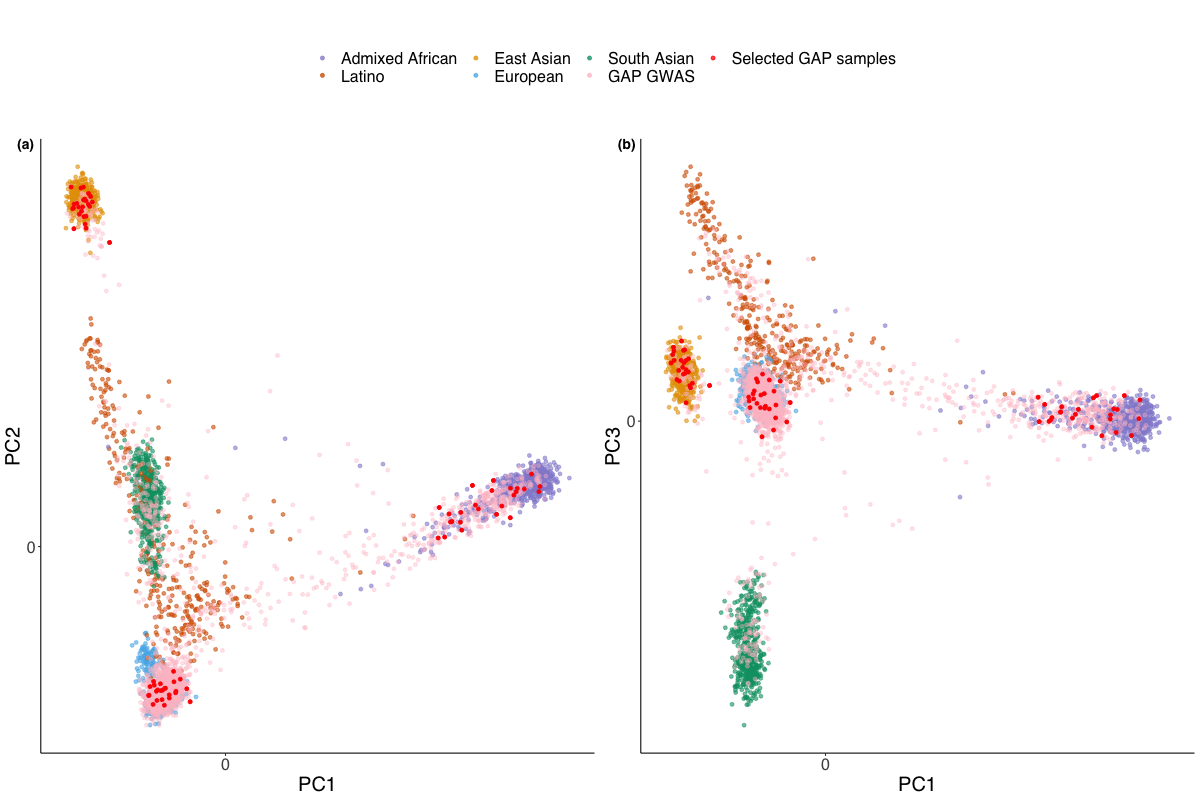 Admixed African East Asian South Asian Selected GAP samples
Latino European GAP GWAS
(a) (b)
PC2 PC3
0 0
0 0
PC1 PC1